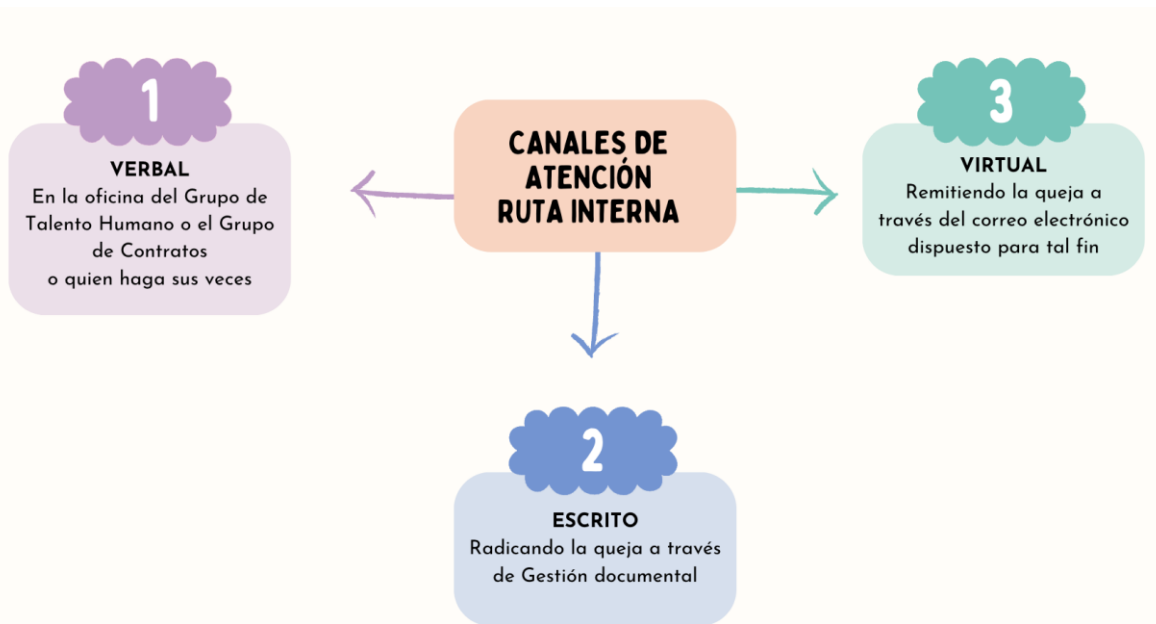 CANALES DE
ATENCIÓN
RUTA INTERNA
1
VERBAL
En la oficina del Grupo de
Talento Humano o el Grupo
de Contratos
o quien haga sus veces
2
ESCRITO
Radicando la queja a través
de Gestión documental
3
VIRTUAL
Remitiendo la queja a
través del correo electrónico
dispuesto para tal fin